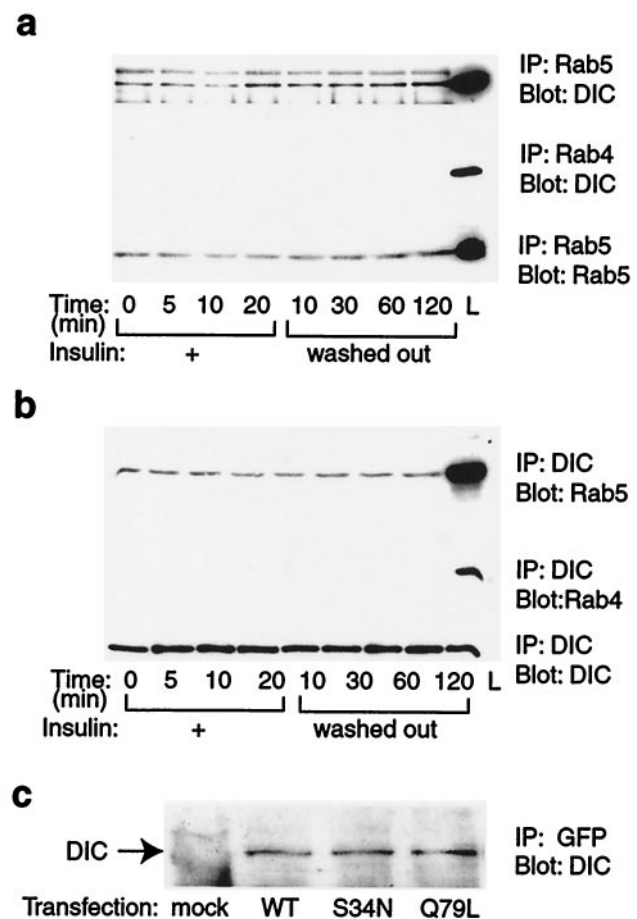 a
IP: Rab5
Blot: DIC
IP: Rab4
Blot: DIC
IP: Rab5
Blot: Rab5
Time: 0 5 10 20 10 30 60 120 L
(min)
Insulin: + washed out
b
IP: DIC
Blot: Rab5
IP: DIC
Blot:Rab4
IP: DIC
Blot: DIC
Time: 0 5 10 20 10 30 60 120 L
(min)
Insulin: + washed out
c
DIC
IP: GFP
Blot: DIC
Transfection: mock WT S34N Q79L